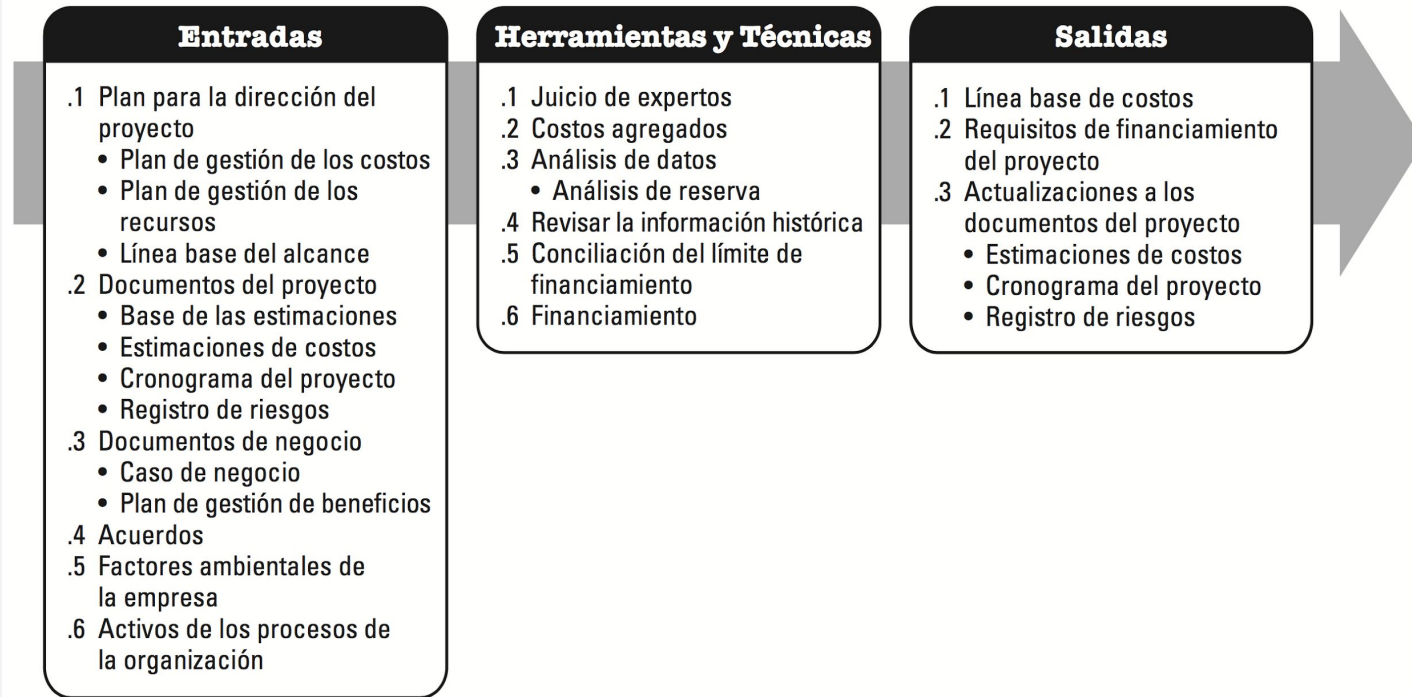 Entradas
.1 Plan para la dirección del
proyecto
• Plan de gestión de los costos
• Plan de gestión de los
recursos
• Línea base del alcance
.2 Documentos del proyecto
• Base de las estimaciones
• Estimaciones de costos
• Cronograma del proyecto
• Registro de riesgos
.3 Documentos de negocio
• Caso de negocio
• Plan de gestión de beneficios
.4 Acuerdos
.5 Factores ambientales de
la empresa
.6 Activos de los procesos de
la organización
Herramientas y Técnicas
.1 Juicio de expertos
.2 Costos agregados
.3 Análisis de datos
• Análisis de reserva
.4 Revisar la información histórica
.5 Conciliación del límite de
financiamiento
.6 Financiamiento
Salidas
.1 Línea base de costos
.2 Requisitos de financiamiento
del proyecto
.3 Actualizaciones a los
documentos del proyecto
• Estimaciones de costos
• Cronograma del proyecto
• Registro de riesgos